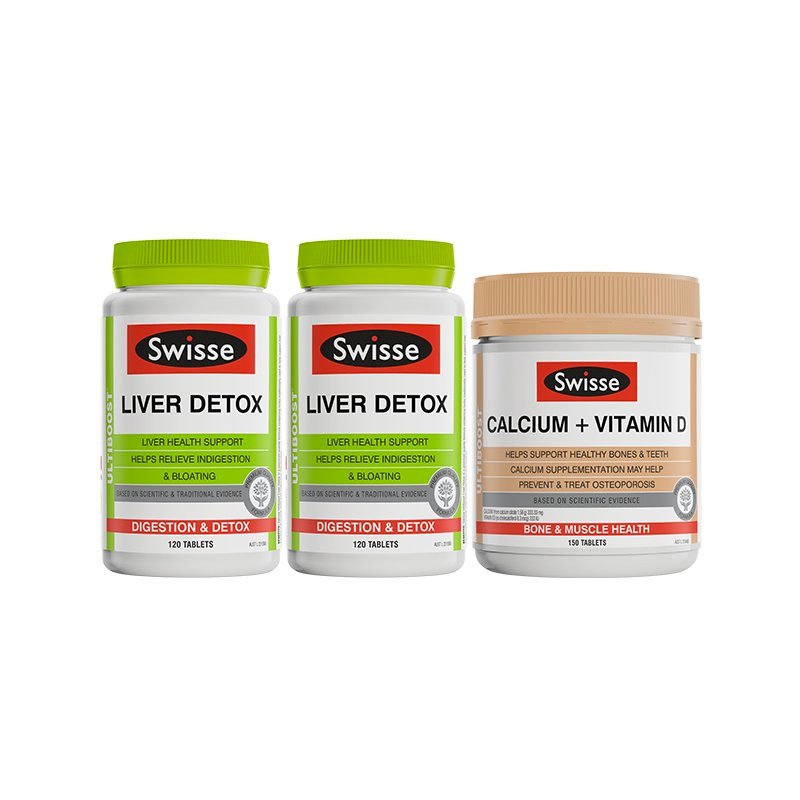 Swisse
LIVER DETOX
LIVER HEALTH SUPPORT
HELPS RELIEVE INDIGESTION
& BLOATING
BASED ON SCIENTIFIC & TRADITIONAL EVIDENCE
DIGESTION & DETOX
120 TABLETS
ULTIBOOST
Swisse
LIVER DETOX
LIVER HEALTH SUPPORT
HELPS RELIEVE INDIGESTION
& BLOATING
BASED ON SCIENTIFIC & TRADITIONAL EVIDENCE
DIGESTION & DETOX
120 TABLETS
ULTIBOOST
Swisse
CALCIUM + VITAMIN D
HELPS SUPPORT HEALTHY BONES & TEETH
CALCIUM SUPPLEMENTATION MAY HELP
PREVENT & TREAT OSTEOPOROSIS
BASED ON SCIENTIFIC EVIDENCE
BONE & MUSCLE HEALTH
150 TABLETS
ULTIBOOST